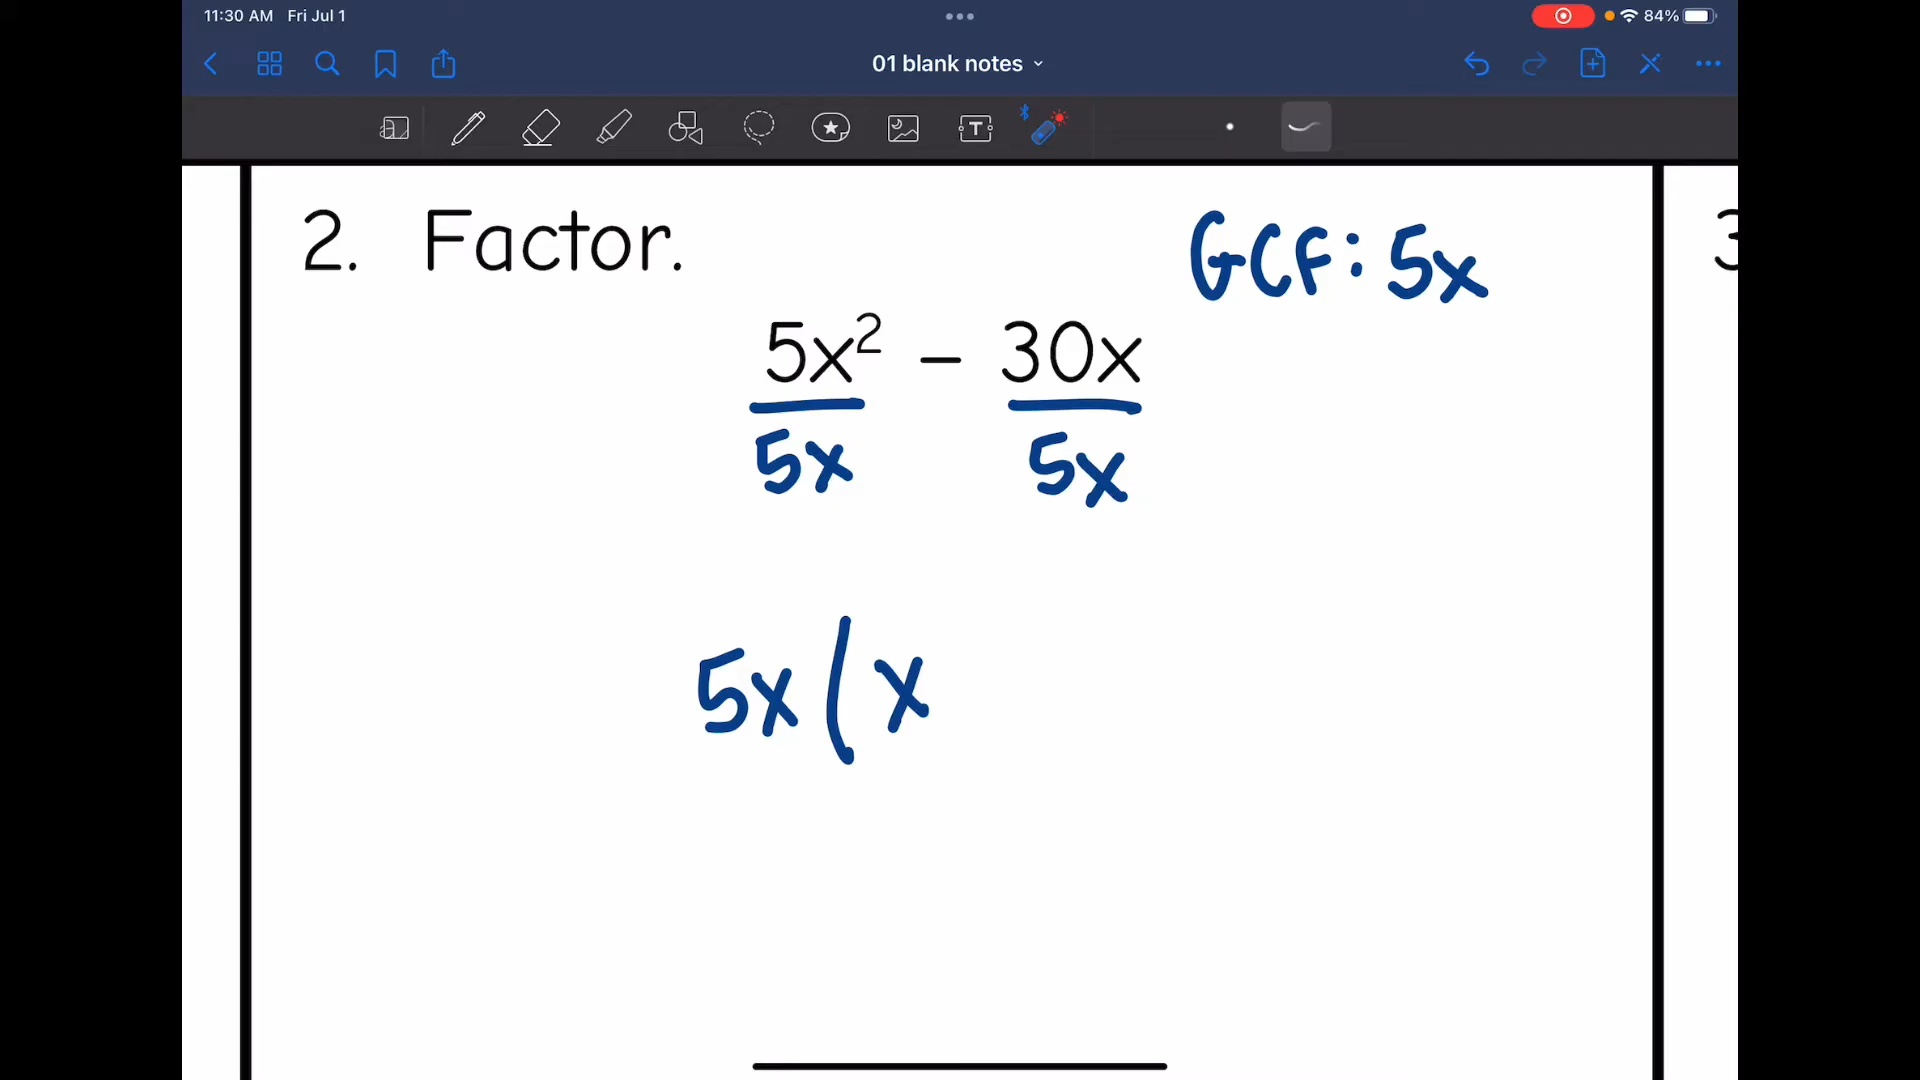 11:30 AM Fri Jul 1
84%
01 blank notes
T
2. Factor.
GCF: 5x
3
5x² – 30x
5x 5x
5x ( x